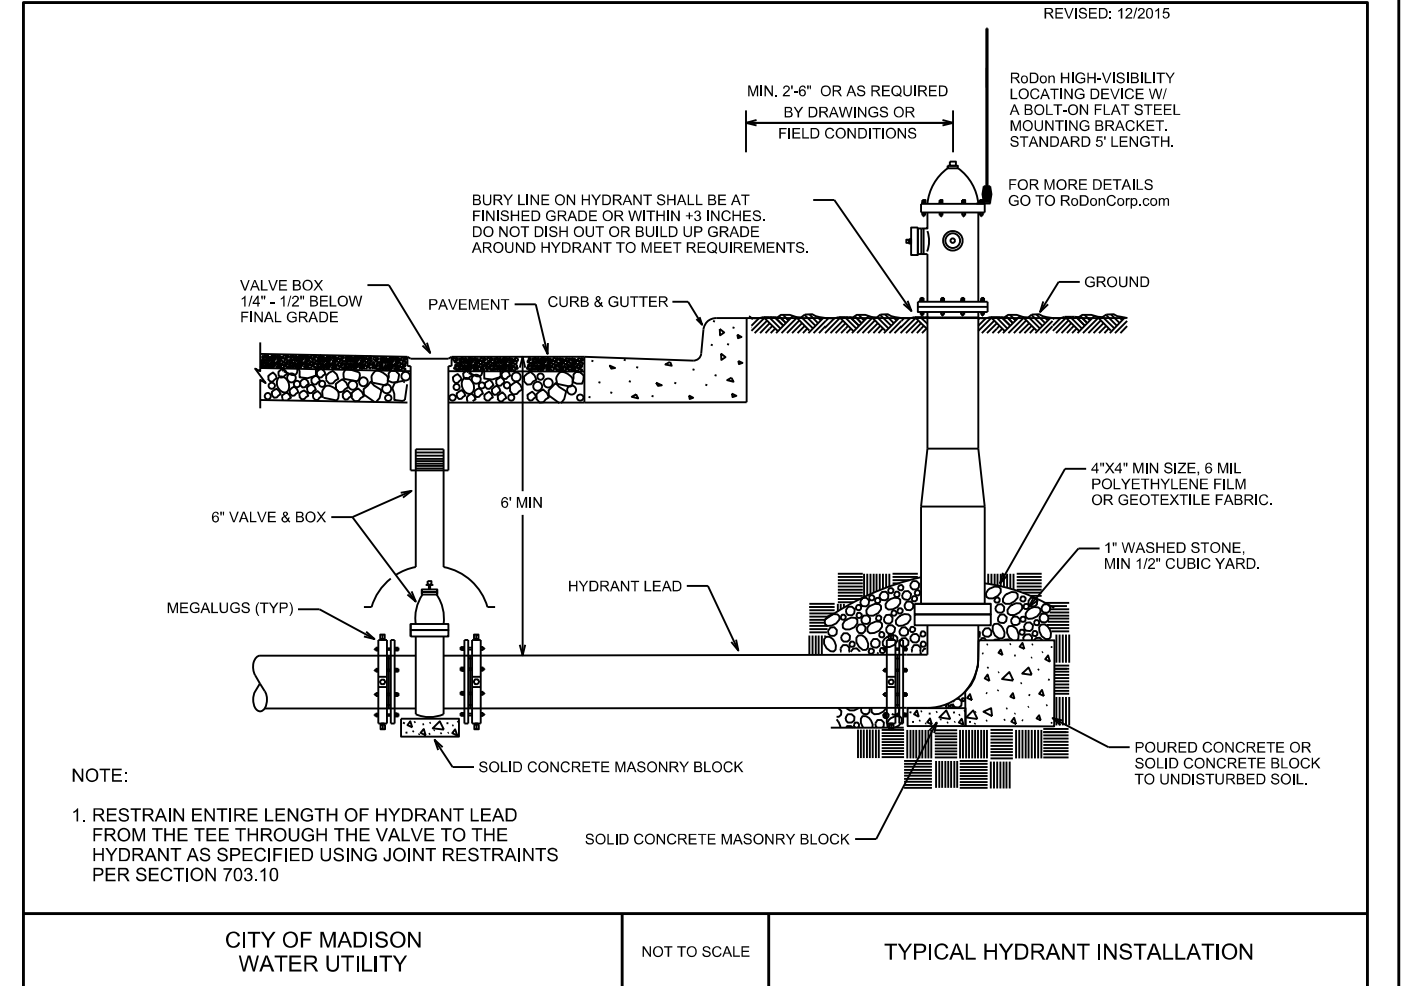 REVISED: 12/2015
RoDon HIGH-VISIBILITY
LOCATING DEVICE W/
A BOLT-ON FLAT STEEL
MOUNTING BRACKET.
STANDARD 5' LENGTH.
FOR MORE DETAILS
GO TO RoDonCorp.com
MIN. 2'-6" OR AS REQUIRED
BY DRAWINGS OR
FIELD CONDITIONS
BURY LINE ON HYDRANT SHALL BE AT
FINISHED GRADE OR WITHIN +3 INCHES.
DO NOT DISH OUT OR BUILD UP GRADE
AROUND HYDRANT TO MEET REQUIREMENTS.
VALVE BOX
1/4" - 1/2" BELOW
FINAL GRADE
PAVEMENT
CURB & GUTTER
GROUND
4"X4" MIN SIZE, 6 MIL
POLYETHYLENE FILM
OR GEOTEXTILE FABRIC.
6' MIN
6" VALVE & BOX
1" WASHED STONE,
MIN 1/2" CUBIC YARD.
HYDRANT LEAD
MEGALUGS (TYP)
SOLID CONCRETE MASONRY BLOCK
POURED CONCRETE OR
SOLID CONCRETE BLOCK
TO UNDISTURBED SOIL.
SOLID CONCRETE MASONRY BLOCK
NOTE:
1. RESTRAIN ENTIRE LENGTH OF HYDRANT LEAD
FROM THE TEE THROUGH THE VALVE TO THE
HYDRANT AS SPECIFIED USING JOINT RESTRAINTS
PER SECTION 703.10
CITY OF MADISON
WATER UTILITY
NOT TO SCALE
TYPICAL HYDRANT INSTALLATION